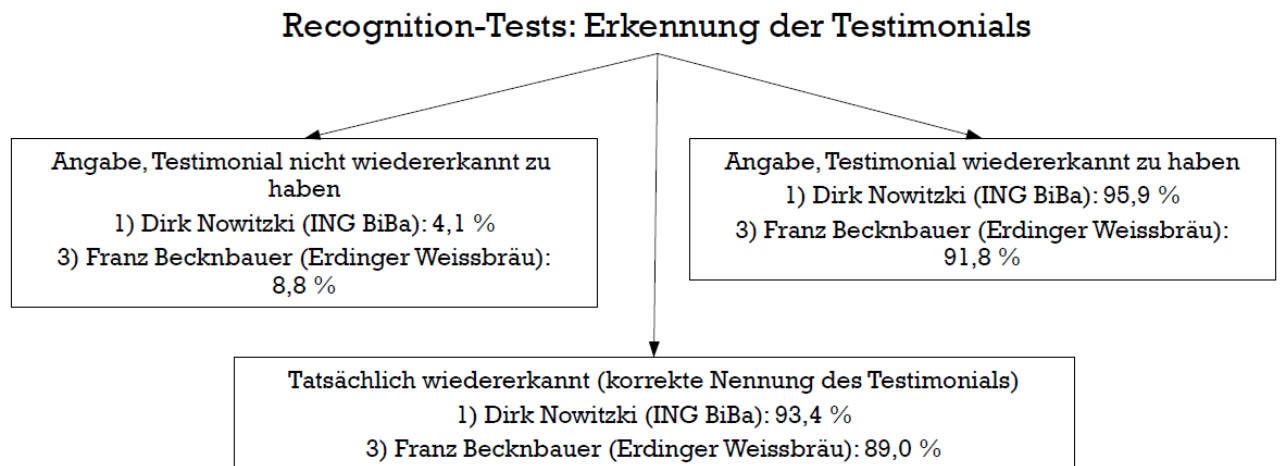 Recognition-Tests: Erkennung der Testimonials
Angabe, Testimonial nicht wiedererkannt zu
haben
1) Dirk Nowitzki (ING BiBa): 4,1 %
3) Franz Becknbauer (Erdinger Weissbräu):
8,8 %
Angabe, Testimonial wiedererkannt zu haben
1) Dirk Nowitzki (ING BiBa): 95,9 %
3) Franz Becknbauer (Erdinger Weissbräu):
91,8 %
Tatsächlich wiedererkannt (korrekte Nennung des Testimonials)
1) Dirk Nowitzki (ING BiBa): 93,4 %
3) Franz Becknbauer (Erdinger Weissbräu): 89,0 %